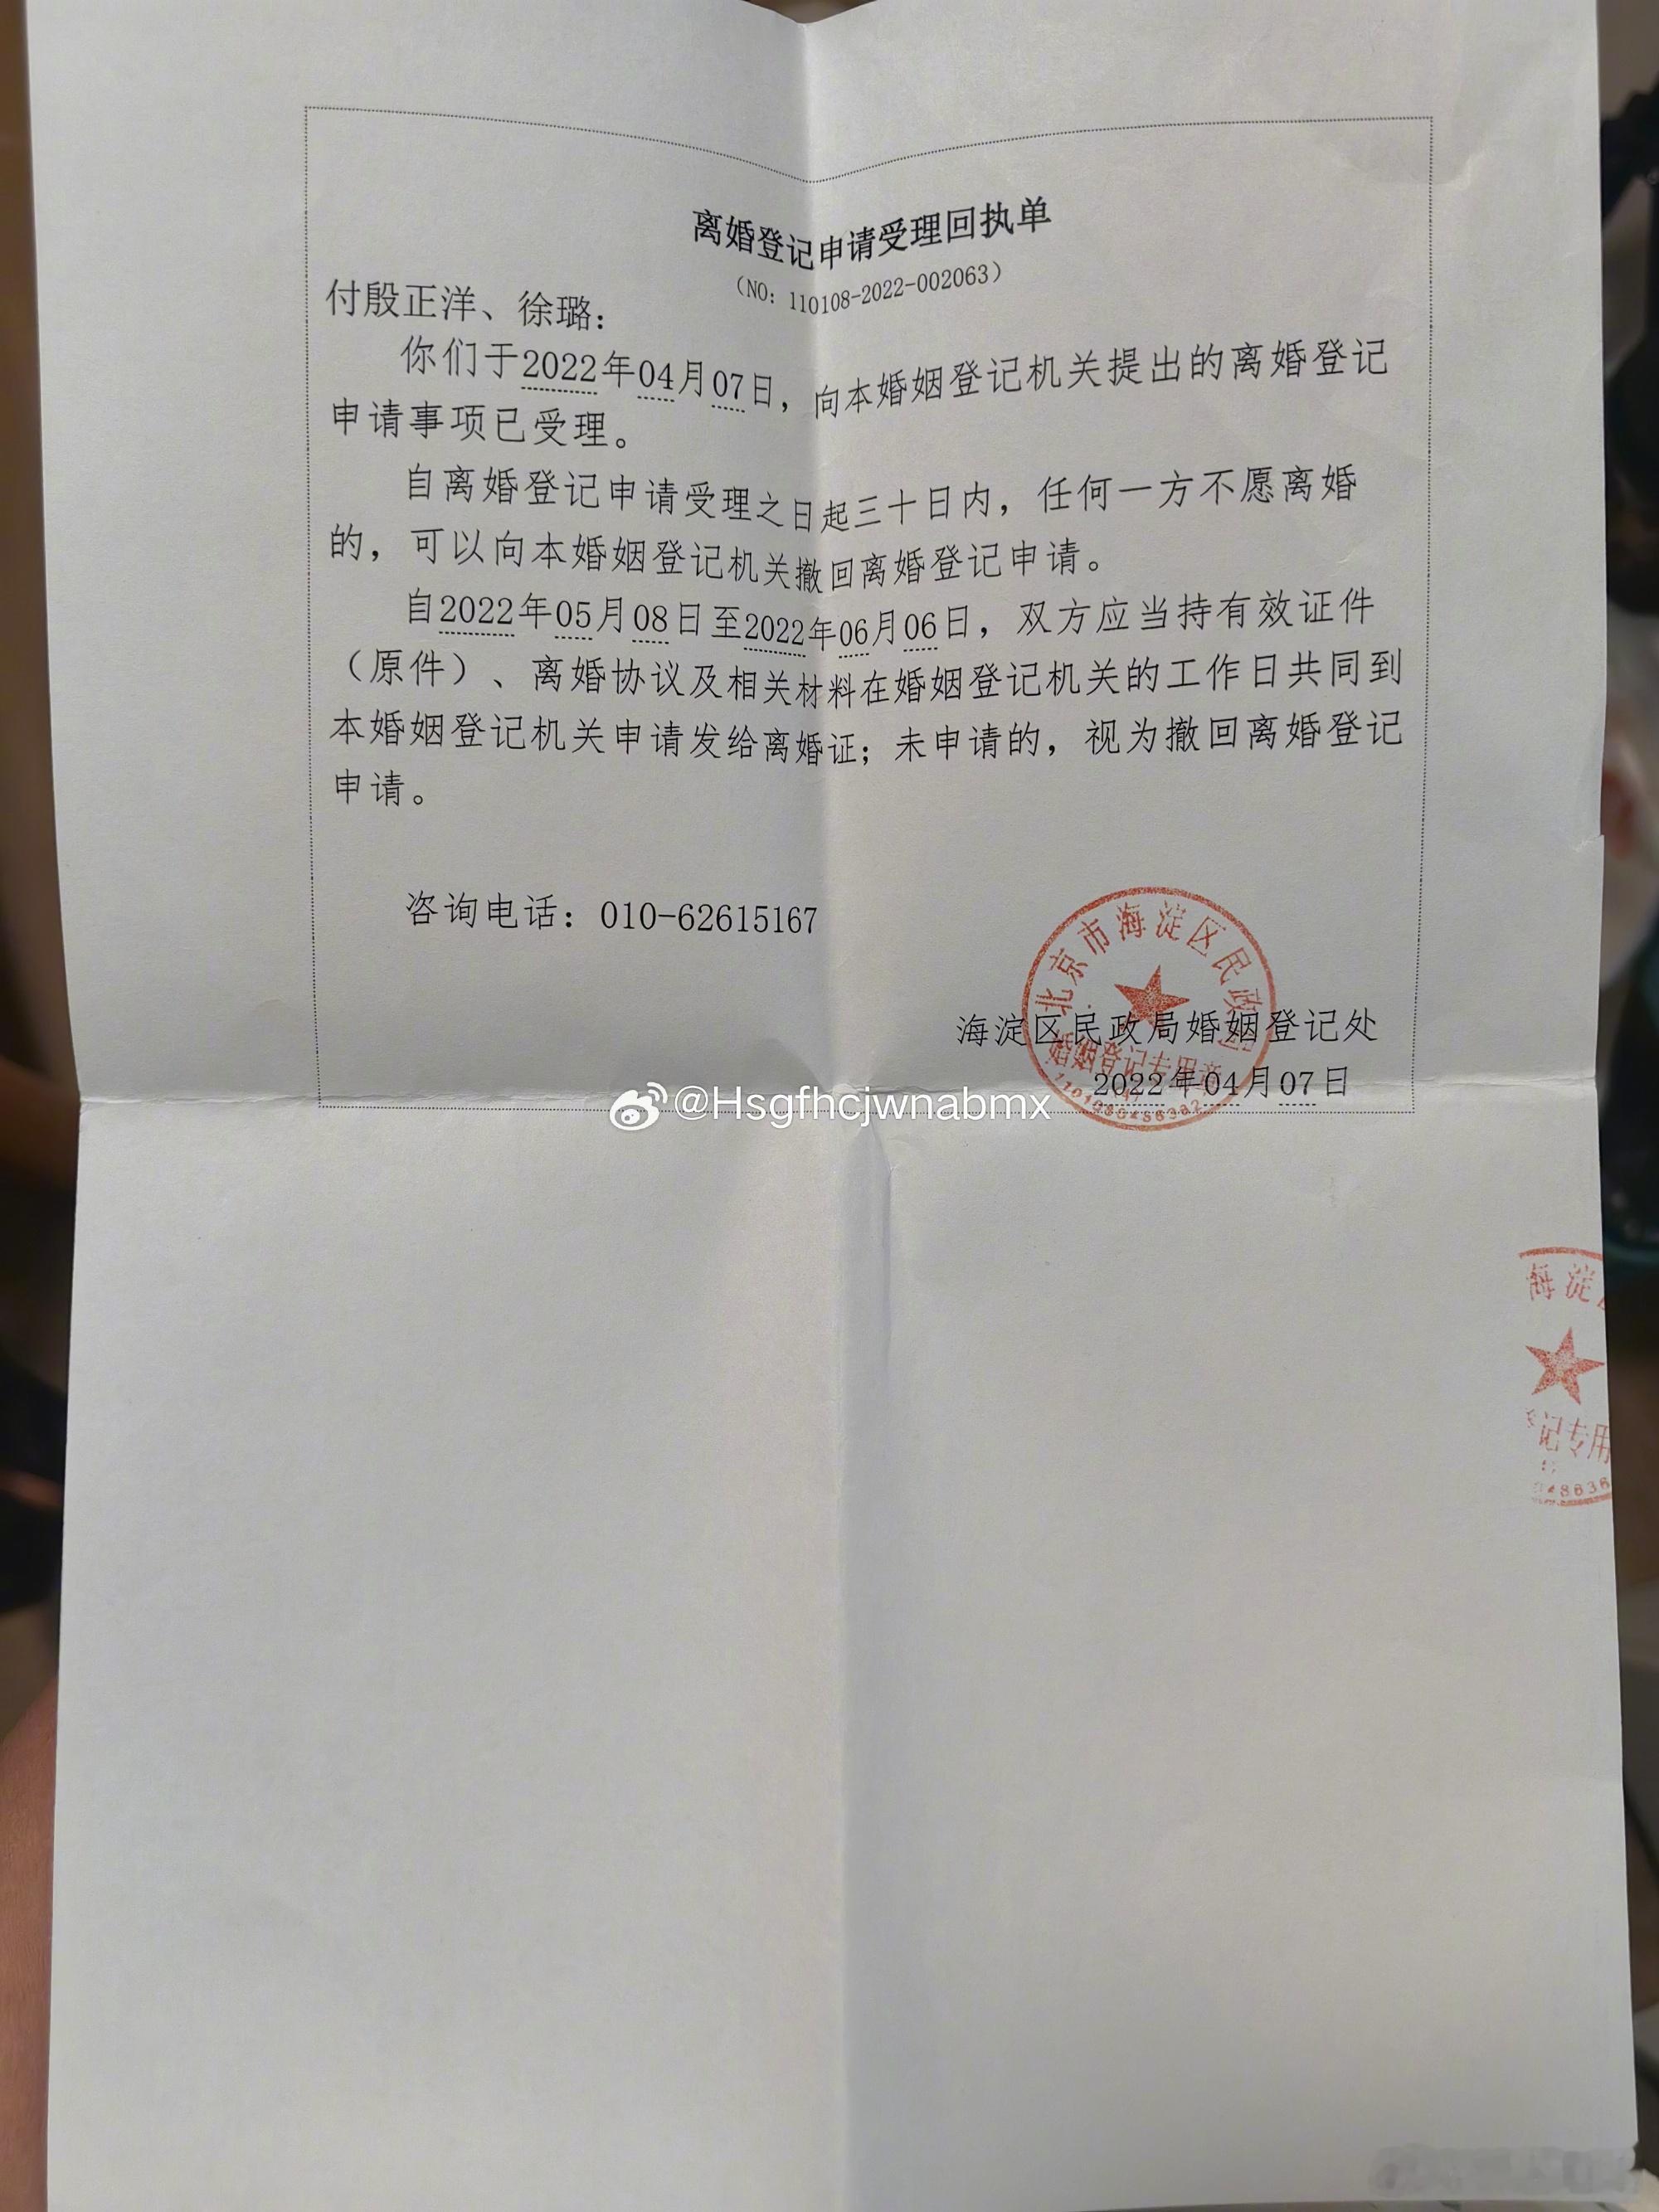 离婚登记申请受理回执单
（NO：110108-2022-002063）
付殷正洋、徐璐：
你们于2022年04月07日，向本婚姻登记机关提出的离婚登记
申请事项已受理。
自离婚登记申请受理之日起三十日内，任何一方不愿离婚
的，可以向本婚姻登记机关撤回离婚登记申请。
自2022年05月08日至2022年06月06日，双方应当持有效证件
（原件）、离婚协议及相关材料在婚姻登记机关的工作日共同到
本婚姻登记机关申请发给离婚证；未申请的，视为撤回离婚登记
申请。
咨询电话：010-62615167
北京市海淀区民政局
海淀区民政局婚姻登记处
婚姻登记专用章
2022年04月07日
@Hsgfhcjwnabmx
海淀
记专用